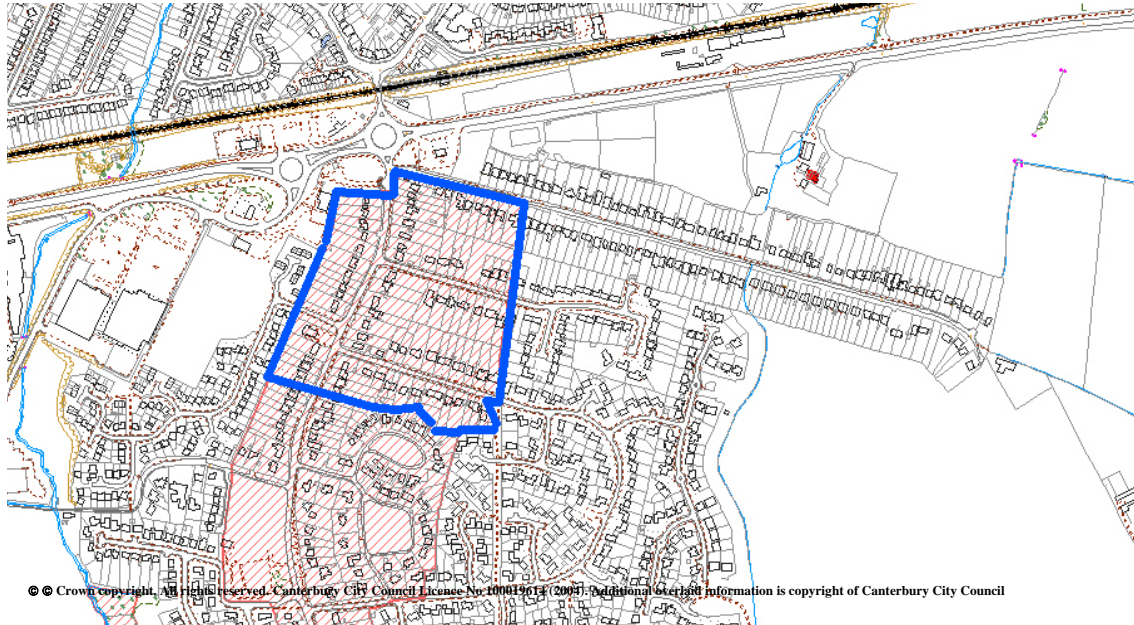 © © Crown copyright. All rights reserved. Canterbury City Council Licence No.100019614 (2004). Additional overlaid information is copyright of Canterbury City Council
L